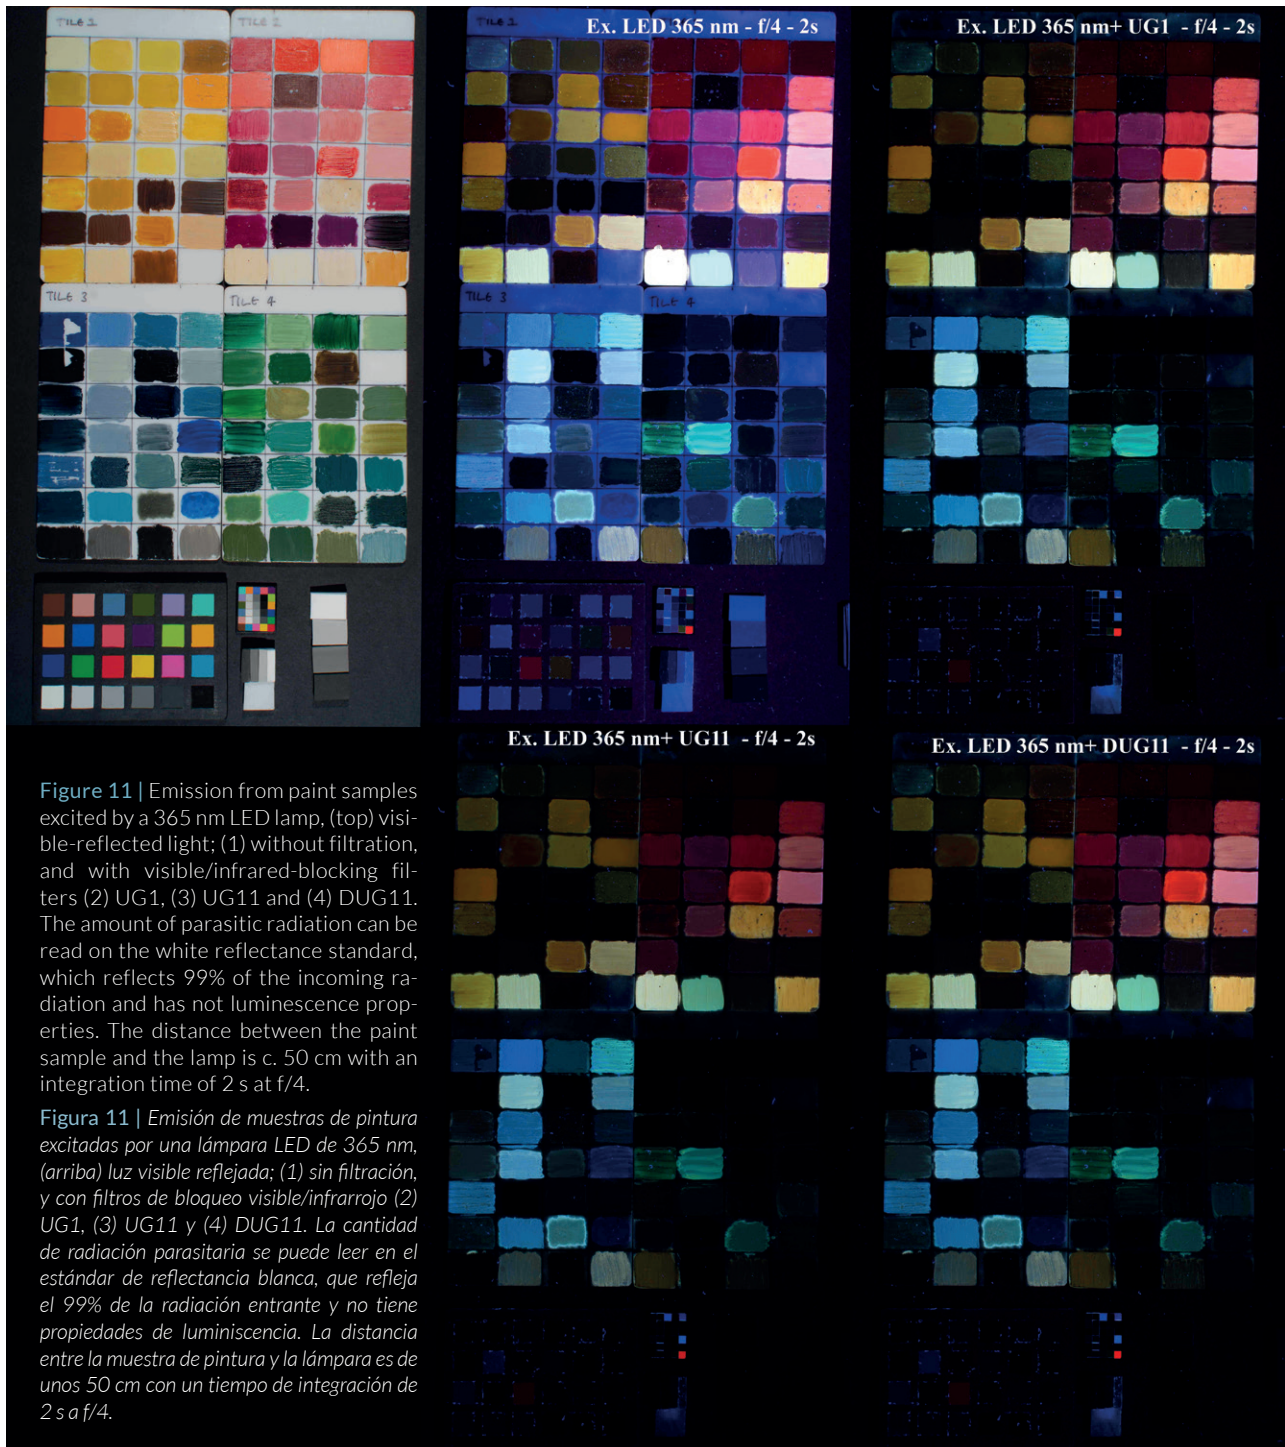 TILE 1
TILE 2
TILE 3
TILE 4
Ex. LED 365 nm - f/4 - 2s
TILE 1
TILE 3
TILE 4
Ex. LED 365 nm+ UG1 - f/4 - 2s
Ex. LED 365 nm+ UG11 - f/4 - 2s
Ex. LED 365 nm+ DUG11 - f/4 - 2s
Figure 11 | Emission from paint samples
excited by a 365 nm LED lamp, (top) visi-
ble-reflected light; (1) without filtration,
and with visible/infrared-blocking fil-
ters (2) UG1, (3) UG11 and (4) DUG11.
The amount of parasitic radiation can be
read on the white reflectance standard,
which reflects 99% of the incoming ra-
diation and has not luminescence prop-
erties. The distance between the paint
sample and the lamp is c. 50 cm with an
integration time of 2 s at f/4.
Figura 11 | Emisión de muestras de pintura
excitadas por una lámpara LED de 365 nm,
(arriba) luz visible reflejada; (1) sin filtración,
y con filtros de bloqueo visible/infrarrojo (2)
UG1, (3) UG11 y (4) DUG11. La cantidad
de radiación parasitaria se puede leer en el
estándar de reflectancia blanca, que refleja
el 99% de la radiación entrante y no tiene
propiedades de luminiscencia. La distancia
entre la muestra de pintura y la lámpara es de
unos 50 cm con un tiempo de integración de
2 s a f/4.